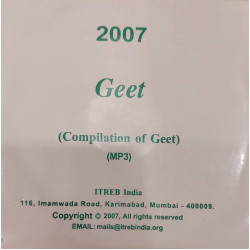 2007
Geet
(Compilation of Geet)
(MP3)
ITREB India
116, Imamwada Road, Karimabad, Mumbai - 400009.
Copyright © 2007, All rights reserved
EMAIL: mails@itrebindia.org